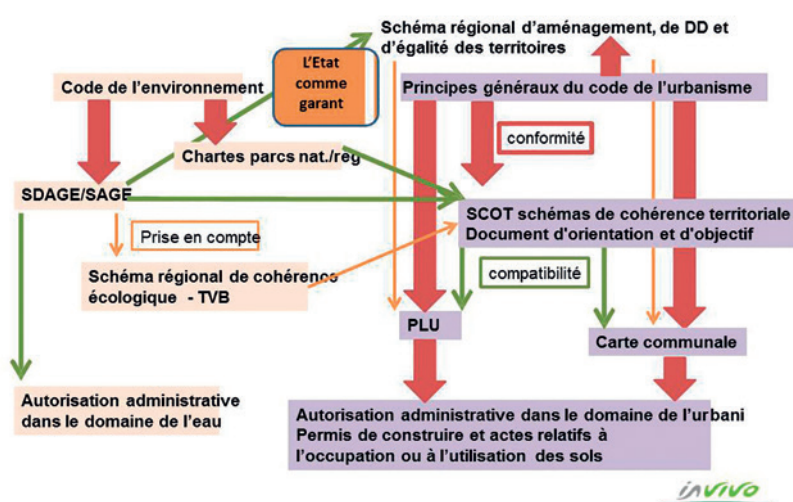 Schéma régional d'aménagement, de DD et
d'égalité des territoires
L'Etat
comme
garant
Code de l'environnement
Principes généraux du code de l'urbanisme
conformité
Chartes parcs nat./reg
SDAGE/SAGE
SCOT schémas de cohérence territoriale
Document d'orientation et d'objectif
Prise en compte
Schéma régional de cohérence
écologique - TVB
compatibilité
PLU
Carte communale
Autorisation administrative
dans le domaine de l'eau
Autorisation administrative dans le domaine de l'urbani
Permis de construire et actes relatifs à
l'occupation ou à l'utilisation des sols
invivo